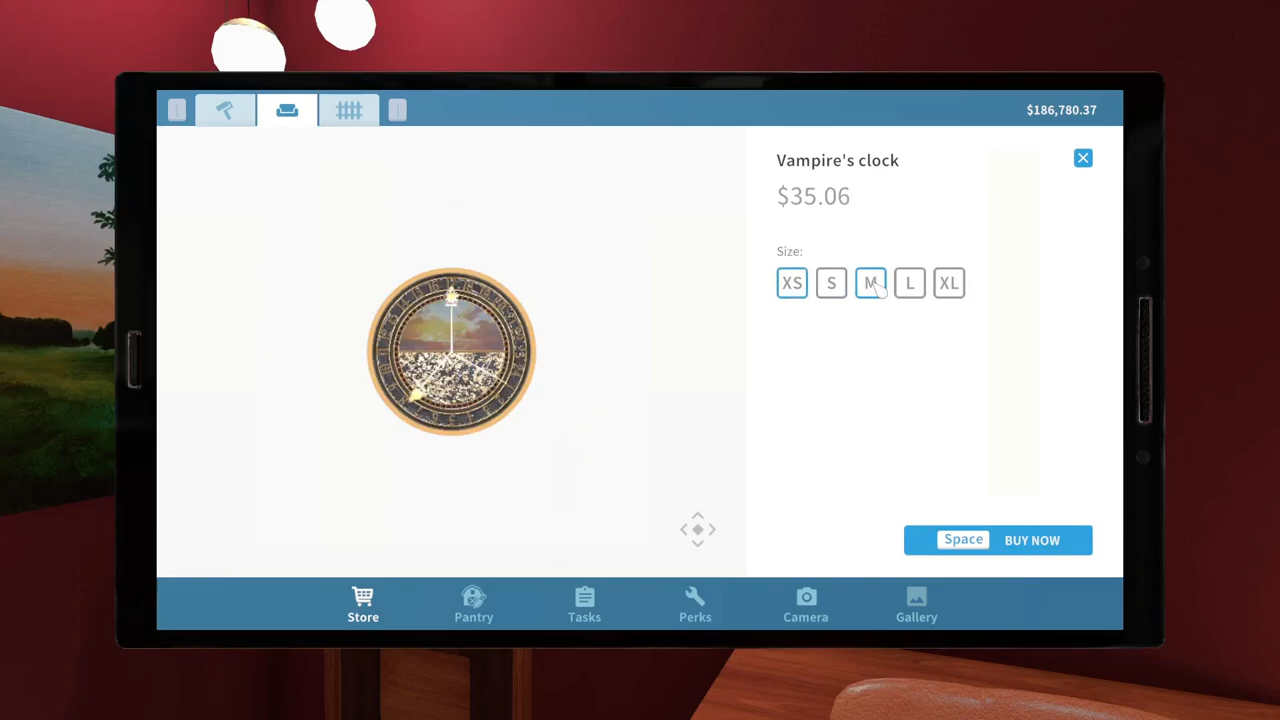 $186,780.37
Vampire's clock
$35.06
Size:
XS S M L XL
Space BUY NOW
Store Pantry Tasks Perks Camera Gallery